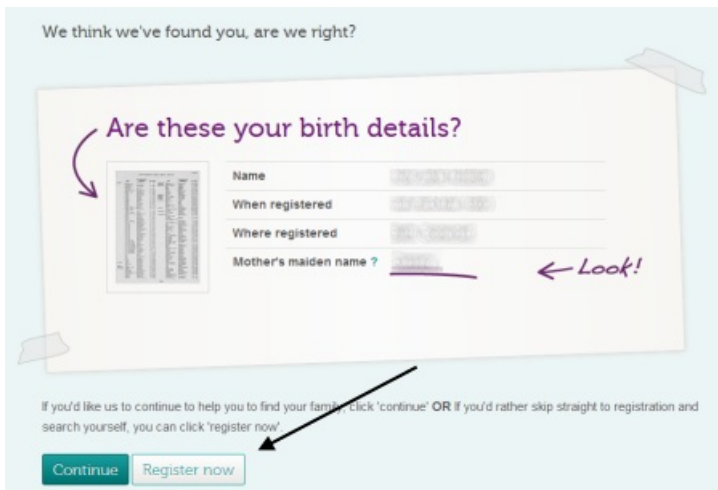 We think we've found you, are we right?
Are these your birth details?
Name
When registered
Where registered
Mother's maiden name ?
Look!
If you'd like us to continue to help you to find your family, click 'continue' OR If you'd rather skip straight to registration and
search yourself, you can click 'register now'.
Continue
Register now